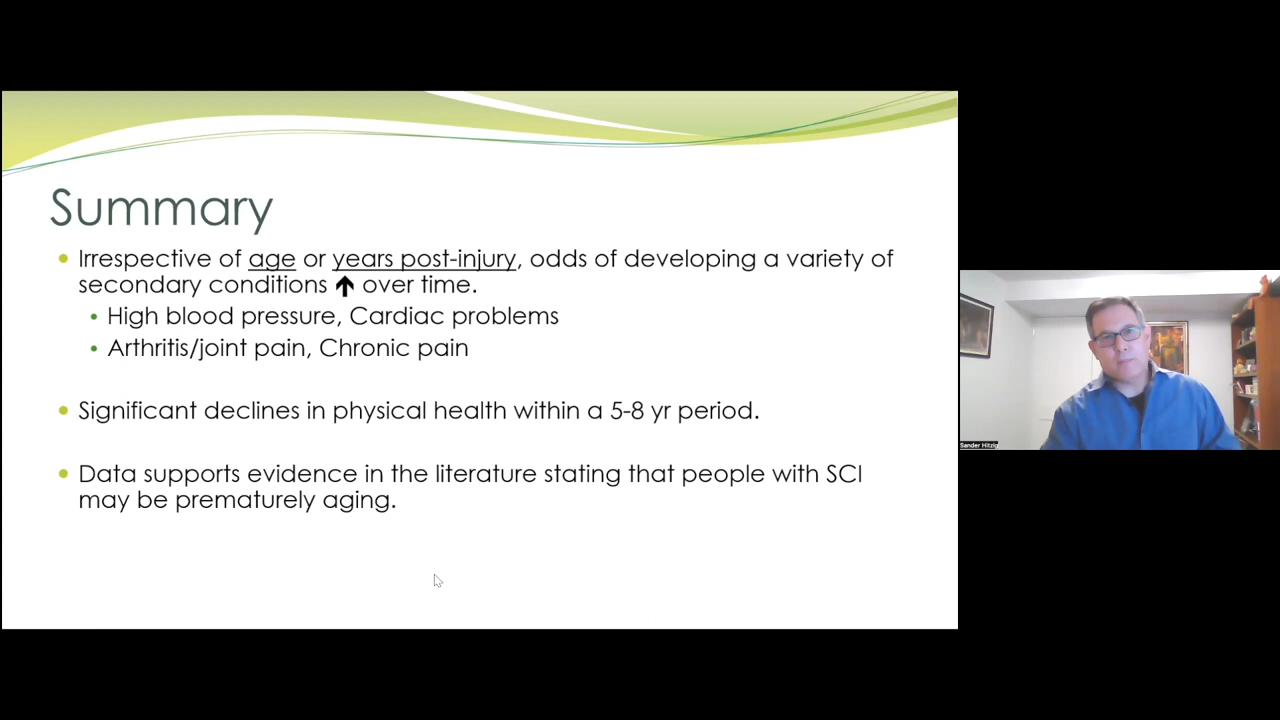 Summary
• Irrespective of age or years post-injury, odds of developing a variety of
secondary conditions ↑ over time.
• High blood pressure, Cardiac problems
• Arthritis/joint pain, Chronic pain
• Significant declines in physical health within a 5-8 yr period.
• Data supports evidence in the literature stating that people with SCI
may be prematurely aging.
Sander Hitzig